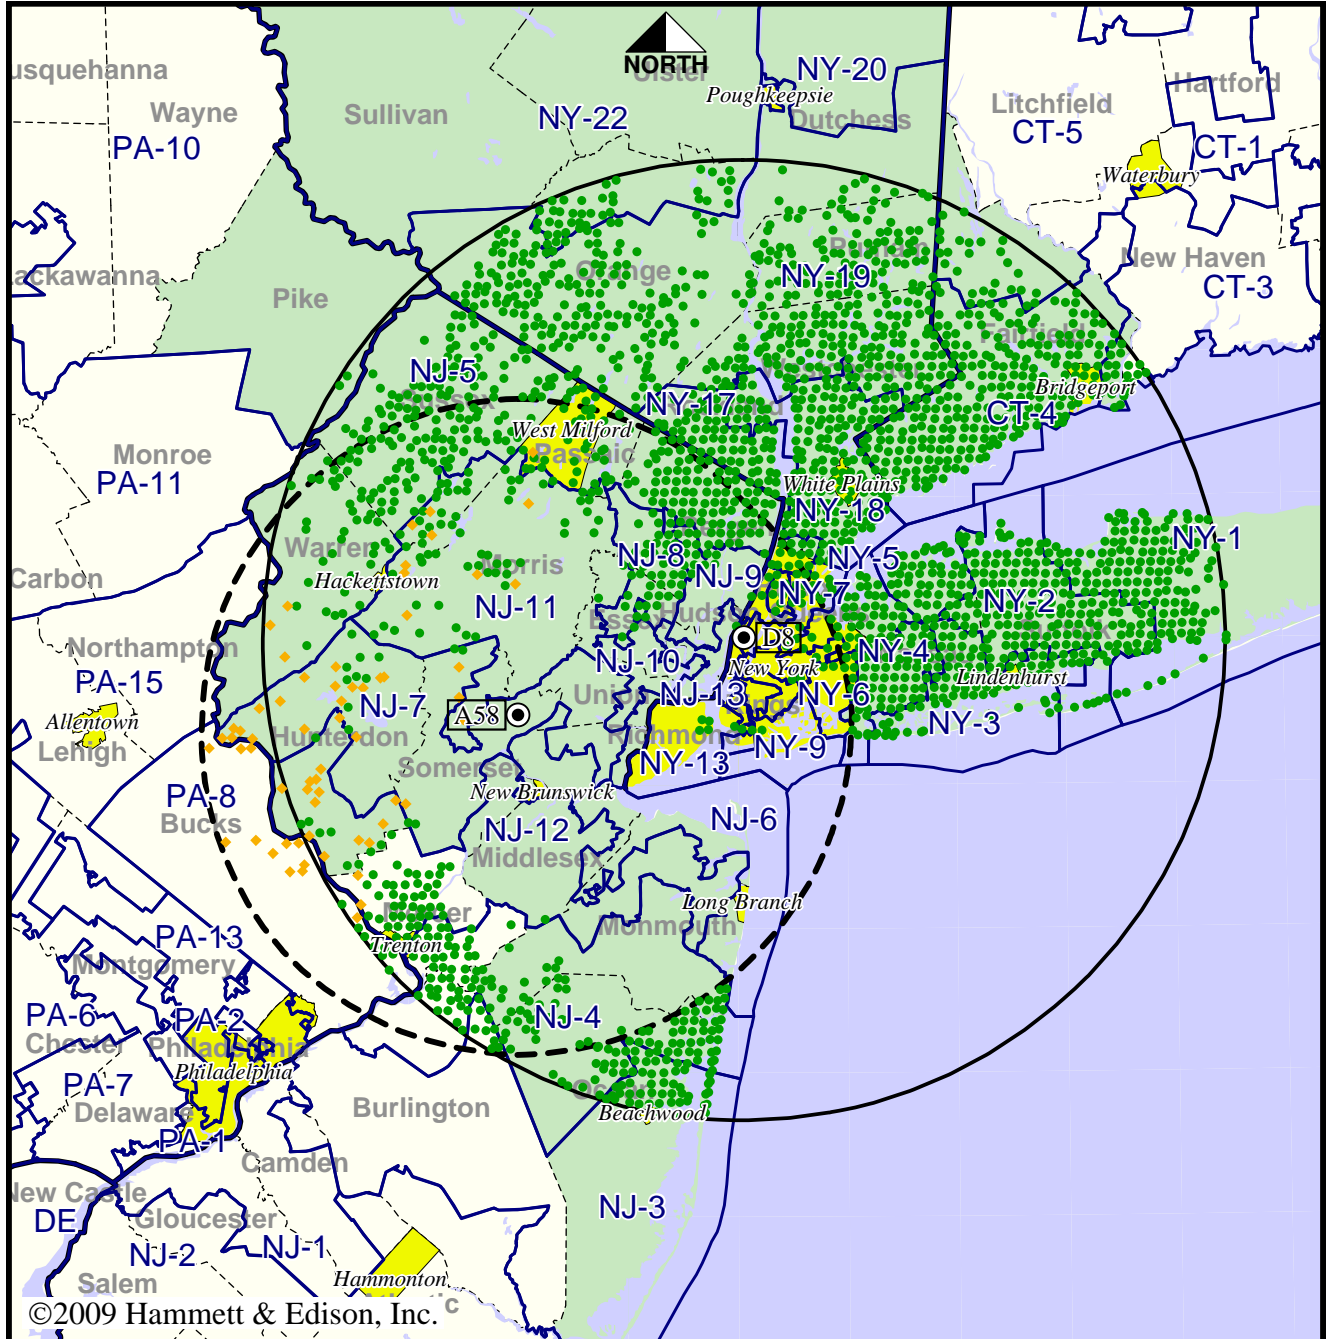 NORTH
usquehanna
Wayne
PA-10
Sullivan
NY-22
Ulster
NY-20
Poughkeepsie
Dutchess
Litchfield
CT-5
Hartford
CT-1
Waterbury
New Haven
CT-3
ackawanna
Pike
Orange
Putnam
NY-19
Fairfield
Bridgeport
CT-4
NJ-5
Sussex
NY-17
West Milford
Passaic
Monroe
PA-11
White Plains
NY-18
NY-1
Warren
Hackettstown
Morris
NJ-11
NJ-8
NJ-9
NY-5
NY-7
Carbon
Essex
Hudson
NY-2
Suffolk
Northampton
PA-15
D8
New York
NY-4
Lindenhurst
NJ-10
Union
NJ-13
NY-6
Kings
NY-3
Allentown
Lehigh
NJ-7
A58
Hunterdon
Somerset
Richmond
NY-13
NY-9
New Brunswick
PA-8
Bucks
NJ-12
Middlesex
NJ-6
Long Branch
Monmouth
Mercer
Trenton
PA-13
Montgomery
PA-6
Chester
PA-2
Philadelphia
Philadelphia
NJ-4
PA-7
Delaware
PA-1
Burlington
Ocean
Beachwood
Camden
New Castle
DE
Gloucester
NJ-2
NJ-1
NJ-3
Salem
Hammonton
©2009 Hammett & Edison, Inc.